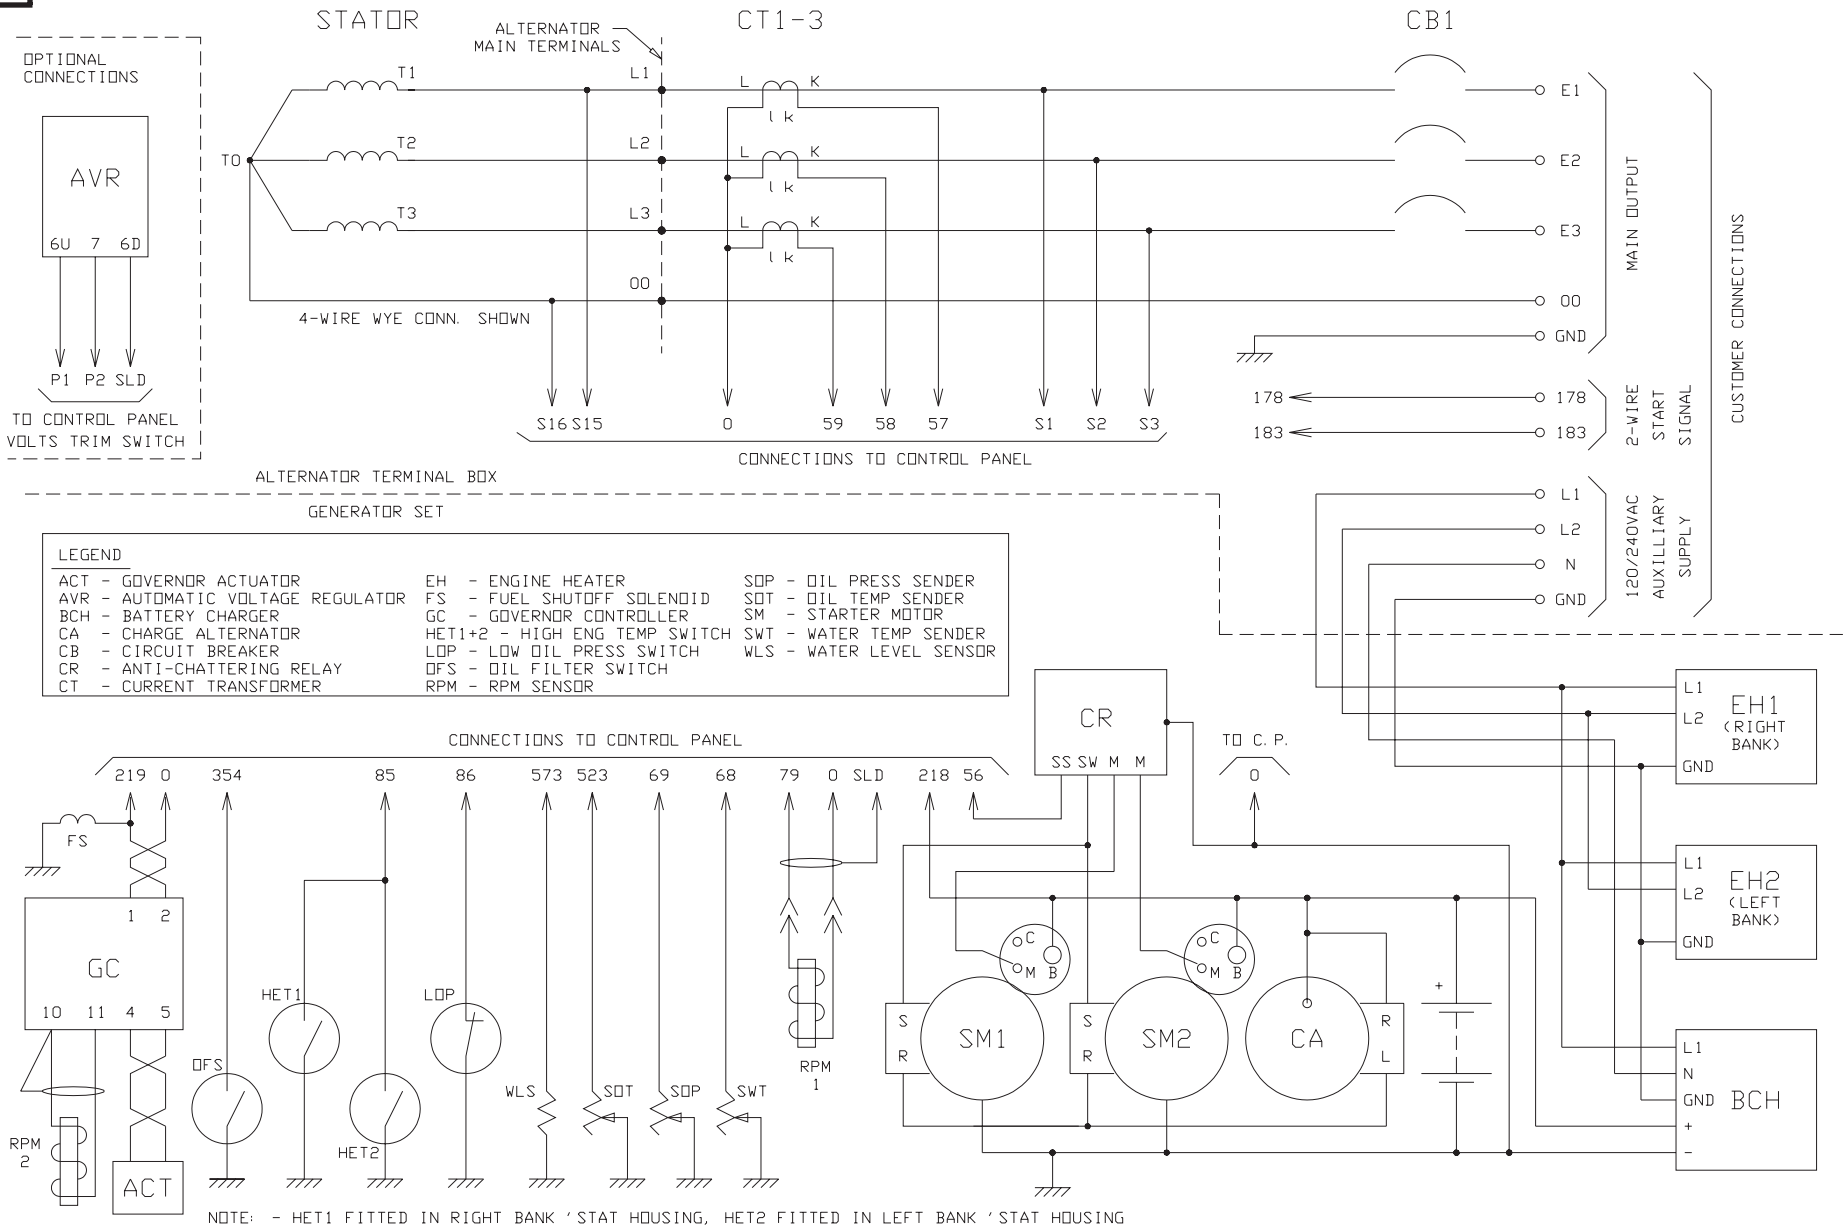 STATOR
CT1-3
CB1
ALTERNATOR
MAIN TERMINALS
OPTIONAL
CONNECTIONS
AVR
6U 7 6D
P1 P2 SLD
TO CONTROL PANEL
VOLTS TRIM SWITCH
T0
T1
T2
T3
L1
L2
L3
00
L K
l k
L K
l k
L K
l k
4-WIRE WYE CONN. SHOWN
S16 S15 0 59 58 57 S1 S2 S3
CONNECTIONS TO CONTROL PANEL
E1
E2
E3
00
GND
MAIN OUTPUT
178 178
183 183
2-WIRE
START
SIGNAL
L1
L2
N
GND
120/240VAC
AUXILLIARY
SUPPLY
CUSTOMER CONNECTIONS
ALTERNATOR TERMINAL BOX
GENERATOR SET
LEGEND
ACT - GOVERNOR ACTUATOR
AVR - AUTOMATIC VOLTAGE REGULATOR
BCH - BATTERY CHARGER
CA - CHARGE ALTERNATOR
CB - CIRCUIT BREAKER
CR - ANTI-CHATTERING RELAY
CT - CURRENT TRANSFORMER
EH - ENGINE HEATER
FS - FUEL SHUTOFF SOLENOID
GC - GOVERNOR CONTROLLER
HET1+2 - HIGH ENG TEMP SWITCH
LOP - LOW OIL PRESS SWITCH
OFS - OIL FILTER SWITCH
RPM - RPM SENSOR
SOP - OIL PRESS SENDER
SOT - OIL TEMP SENDER
SM - STARTER MOTOR
SWT - WATER TEMP SENDER
WLS - WATER LEVEL SENSOR
CONNECTIONS TO CONTROL PANEL
219 0 354 85 86 573 523 69 68 79 0 SLD 218 56
CR
SS SW M M
TO C. P.
0
FS
1 2
GC
10 11 4 5
RPM
2
ACT
OFS
HET1
HET2
LOP
WLS
SOT
SOP
SWT
RPM
1
C
M B
S
R
SM1
C
M B
S
R
SM2
CA
R
L
+
L1
L2
GND
EH1
(RIGHT
BANK)
L1
L2
GND
EH2
(LEFT
BANK)
L1
N
GND
+
-
BCH
NOTE: - HET1 FITTED IN RIGHT BANK 'STAT HOUSING, HET2 FITTED IN LEFT BANK 'STAT HOUSING